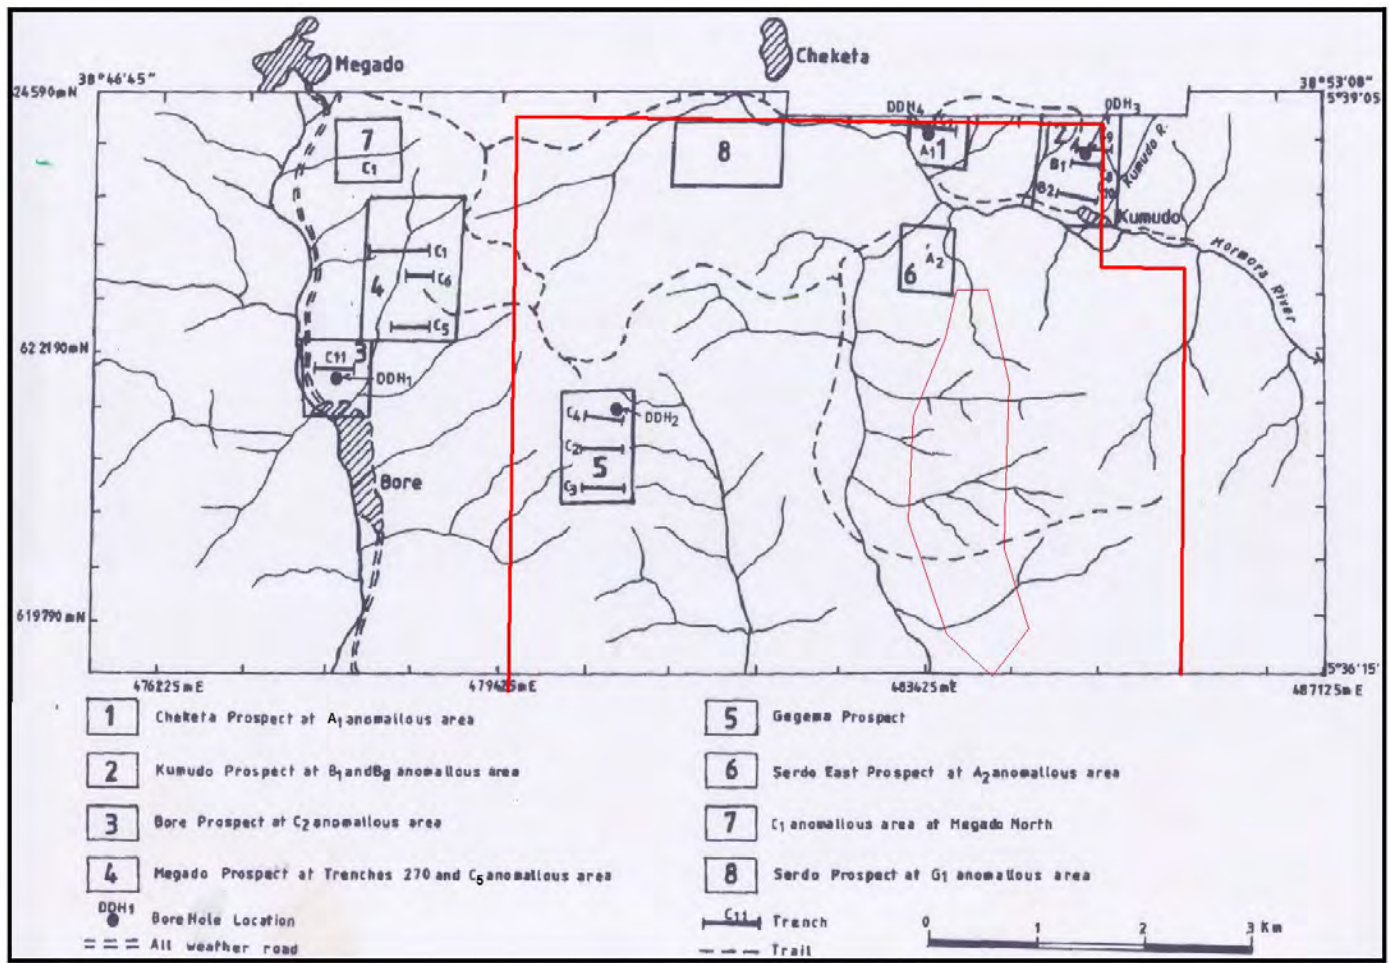 Megado
Cheketa
38°46'45"
38°53'08"
24590mN
5°39'05
DDH4
DDH3
7
C1
8
A1 1
2
B1
B2
Kumudo R.
Kumudo
Hormora River
4
C1
C6
C5
6
A2
622190mN
3
C11
DDH1
C4
DDH2
C2
5
C3
Bore
619790mN
5°36'15
476225mE
479425mE
483425mE
487125mE
1 Cheketa Prospect at A1 anomallous area
2 Kumudo Prospect at B1 and B2 anomallous area
3 Bore Prospect at C2 anomallous area
4 Megado Prospect at Trenches 270 and C5 anomallous area
DDH1 Bore Hole Location
All weather road
5 Gegema Prospect
6 Serdo East Prospect at A2 anomallous area
7 C1 anomallous area at Megado North
8 Serdo Prospect at G1 anomallous area
C11 Trench
Trail
0 1 2 3 Km